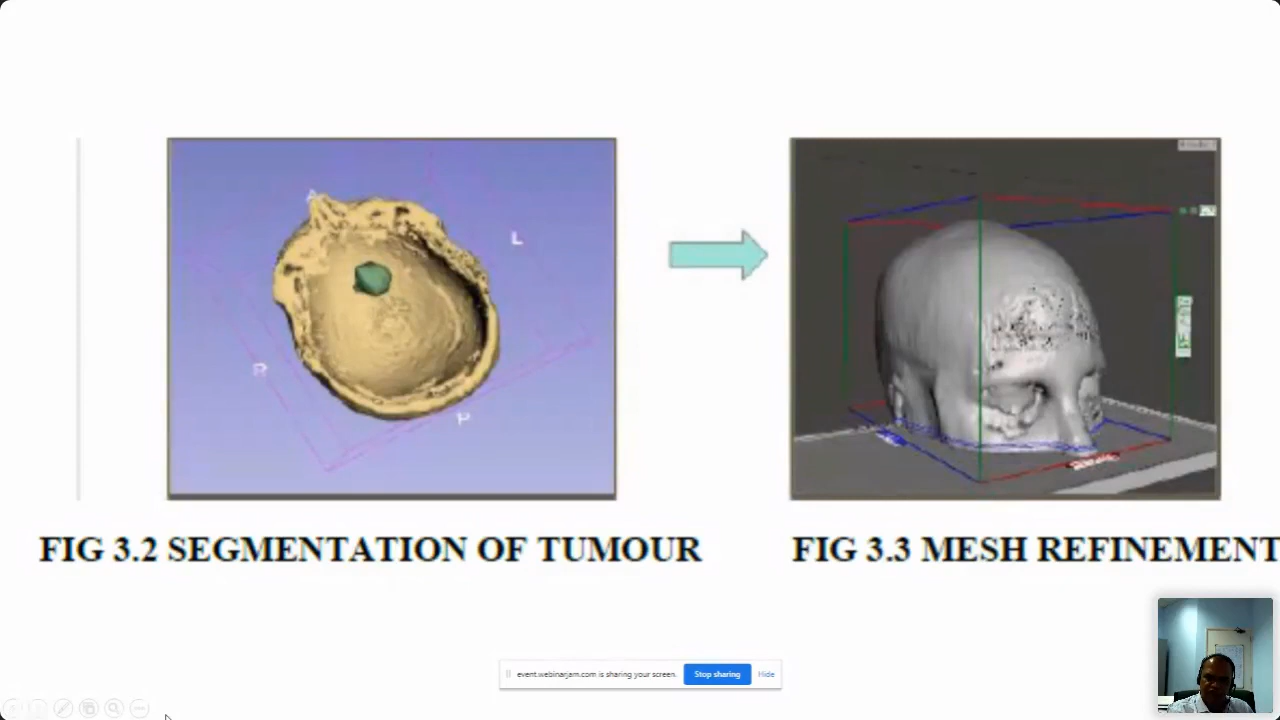 A
L
R
P
FIG 3.2 SEGMENTATION OF TUMOUR
FIG 3.3 MESH REFINEMENT
event.webinarjam.com is sharing your screen.
Stop sharing
Hide